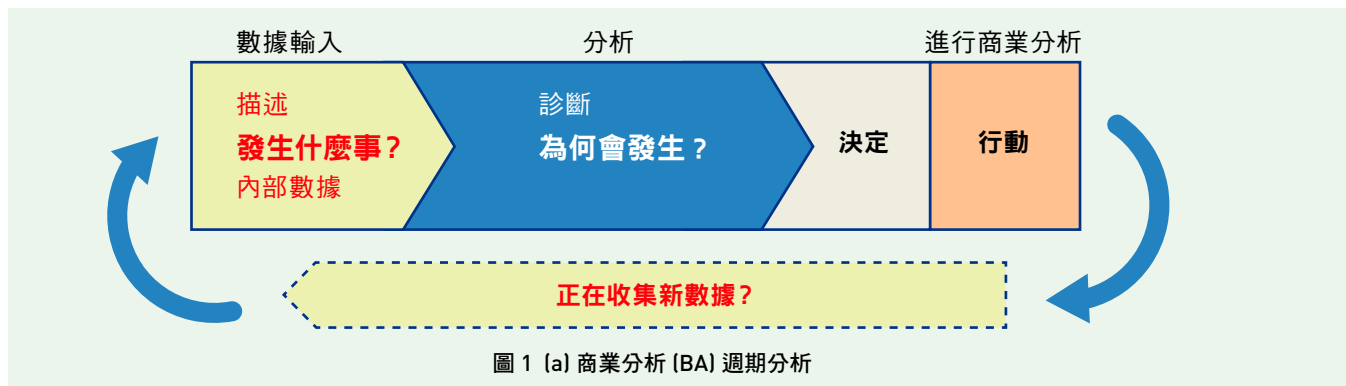 數據輸入
分析
進行商業分析
描述
發生什麼事?
內部數據
診斷
為何會發生?
決定
行動
正在收集新數據?
圖 1 (a) 商業分析 (BA) 週期分析